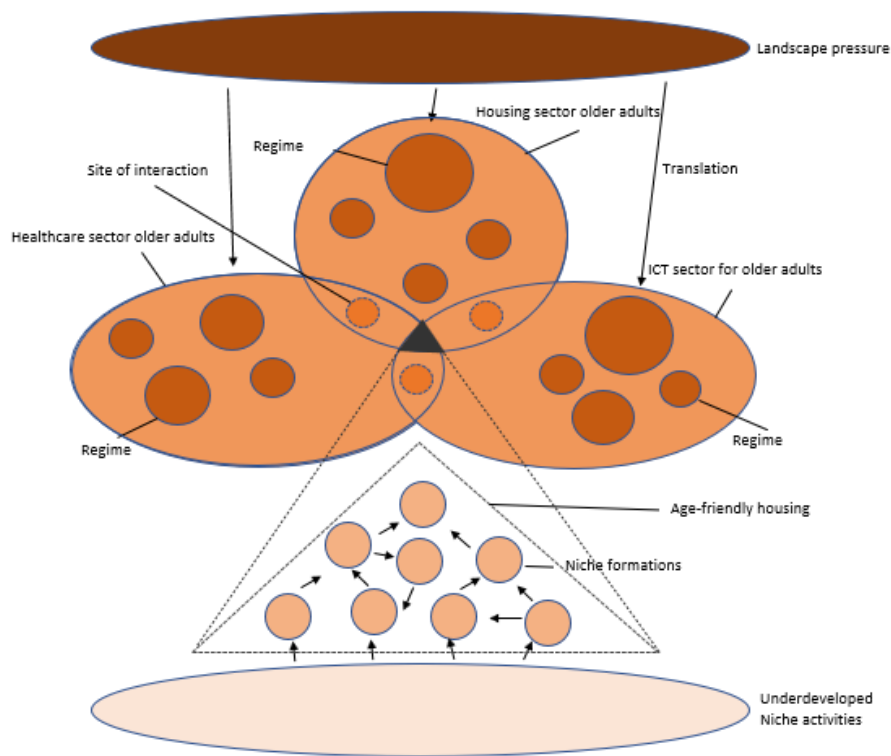 Landscape pressure
Housing sector older adults
Regime
Site of interaction
Translation
Healthcare sector older adults
ICT sector for older adults
Regime
Regime
Age-friendly housing
Niche formations
Underdeveloped
Niche activities